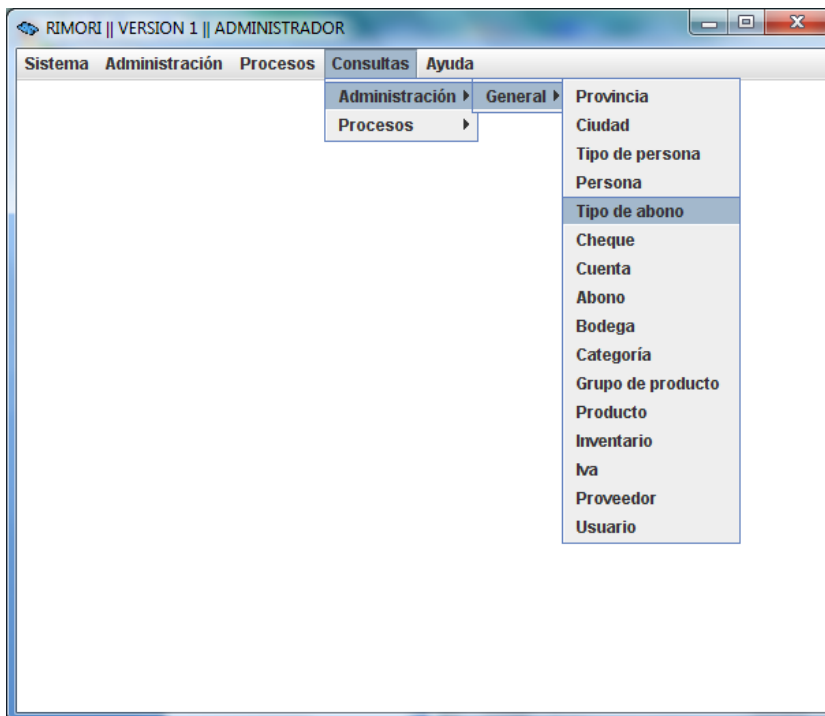 RIMORI || VERSION 1 || ADMINISTRADOR
Sistema Administración Procesos Consultas Ayuda
Administración General Provincia
Procesos Ciudad
Tipo de persona
Persona
Tipo de abono
Cheque
Cuenta
Abono
Bodega
Categoría
Grupo de producto
Producto
Inventario
Iva
Proveedor
Usuario